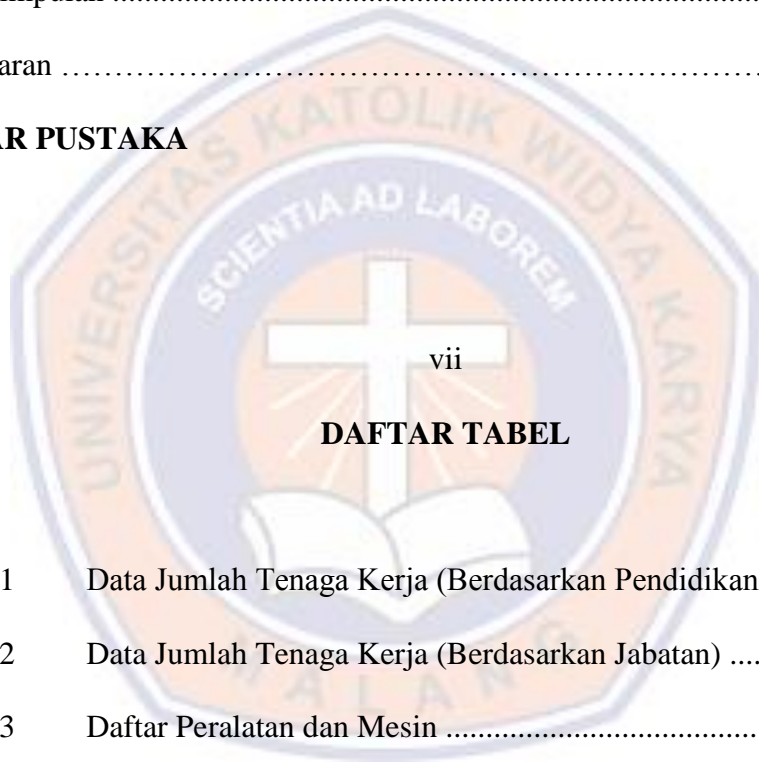 mpulan ........................................................................
aran …………………………………………………………
AR PUSTAKA
UNIVERSITAS KATOLIK WIDYA KARYA
SCIENTIA AD LABOREM
vii
DAFTAR TABEL
1 Data Jumlah Tenaga Kerja (Berdasarkan Pendidikan
2 Data Jumlah Tenaga Kerja (Berdasarkan Jabatan) ....
3 Daftar Peralatan dan Mesin ...................................
MALANG